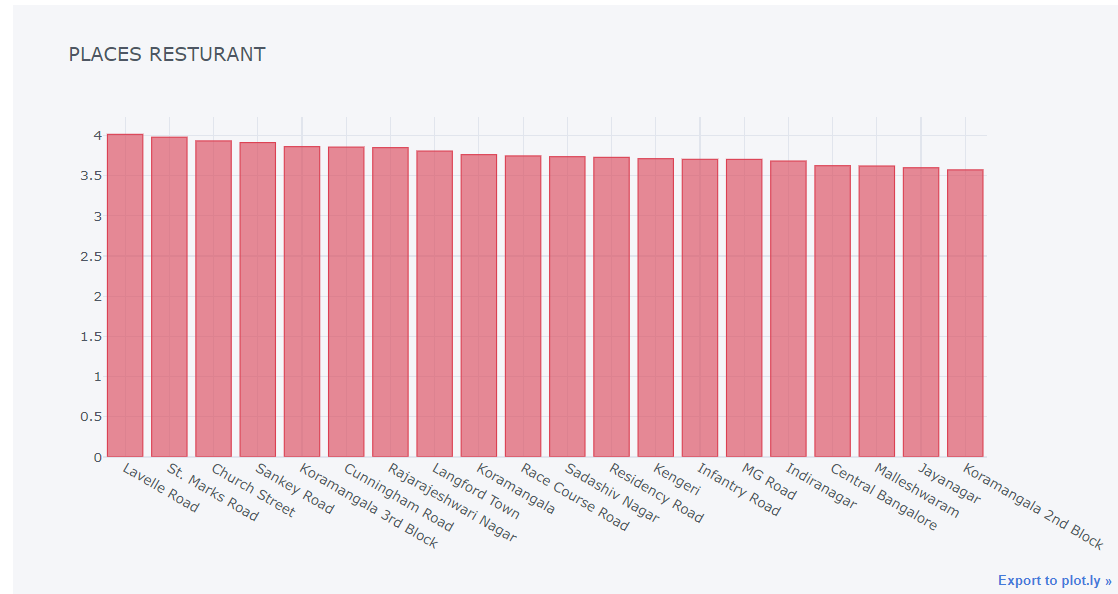 PLACES RESTURANT
4
3.5
3
2.5
2
1.5
1
0.5
0
Lavelle Road
St. Marks Road
Church Street
Sankey Road
Koramangala 3rd Block
Cunningham Road
Rajarajeshwari Nagar
Langford Town
Koramangala
Race Course Road
Sadashiv Nagar
Residency Road
Kengeri
Infantry Road
MG Road
Indiranagar
Central Bangalore
Malleshwaram
Jayanagar
Koramangala 2nd Block
Export to plot.ly »